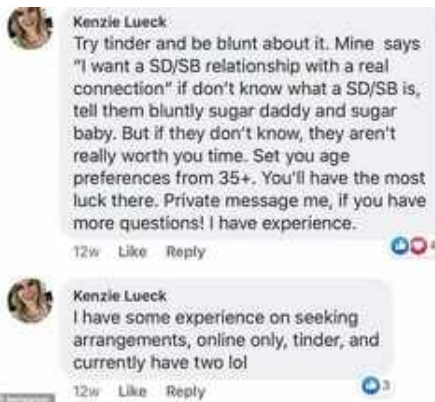 Kenzie Lueck
Try tinder and be blunt about it. Mine says
"I want a SD/SB relationship with a real
connection" if don't know what a SD/SB is,
tell them bluntly sugar daddy and sugar
baby. But if they don't know, they aren't
really worth you time. Set you age
preferences from 35+. You'll have the most
luck there. Private message me, if you have
more questions! I have experience.
12w Like Reply 4
Kenzie Lueck
I have some experience on seeking
arrangements, online only, tinder, and
currently have two lol
12w Like Reply 3